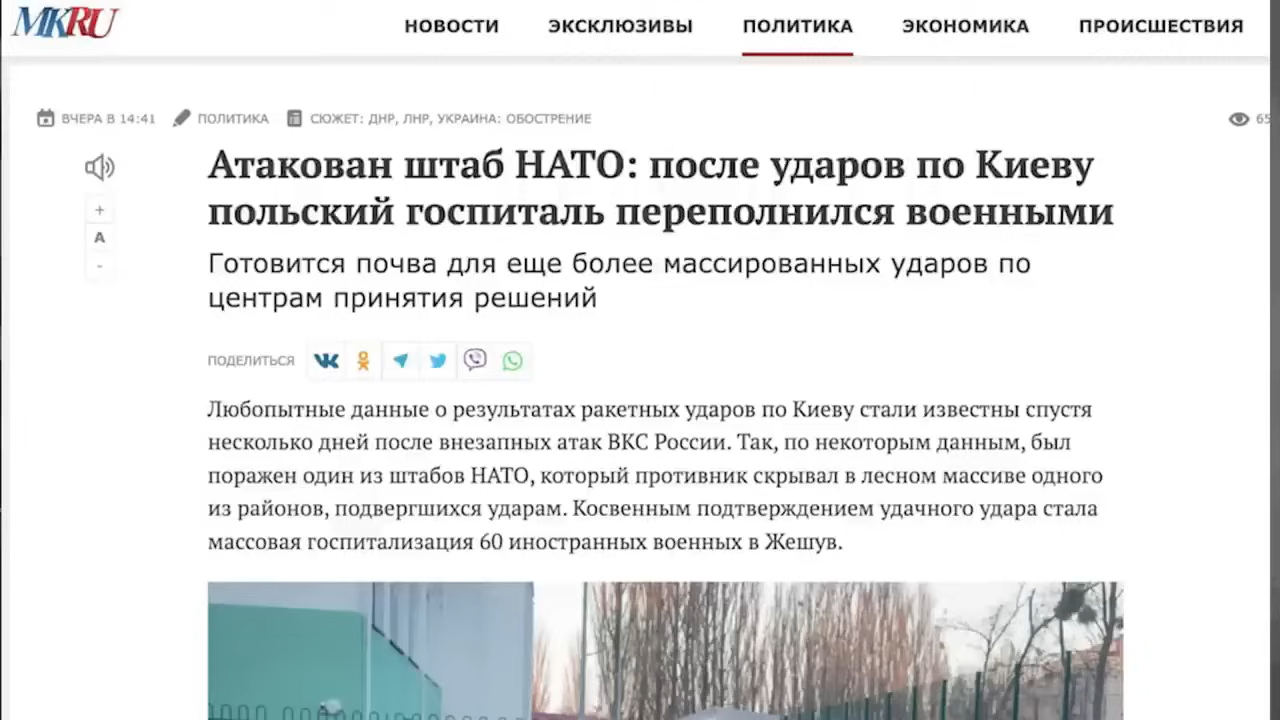 MKRU
НОВОСТИ ЭКСКЛЮЗИВЫ ПОЛИТИКА ЭКОНОМИКА ПРОИСШЕСТВИЯ
ВЧЕРА В 14:41 ПОЛИТИКА СЮЖЕТ: ДНР, ЛНР, УКРАИНА: ОБОСТРЕНИЕ
Атакован штаб НАТО: после ударов по Киеву
польский госпиталь переполнился военными
+
А
-
Готовится почва для еще более массированных ударов по
центрам принятия решений
ПОДЕЛИТЬСЯ
Любопытные данные о результатах ракетных ударов по Киеву стали известны спустя
несколько дней после внезапных атак ВКС России. Так, по некоторым данным, был
поражен один из штабов НАТО, который противник скрывал в лесном массиве одного
из районов, подвергшихся ударам. Косвенным подтверждением удачного удара стала
массовая госпитализация 60 иностранных военных в Жешув.